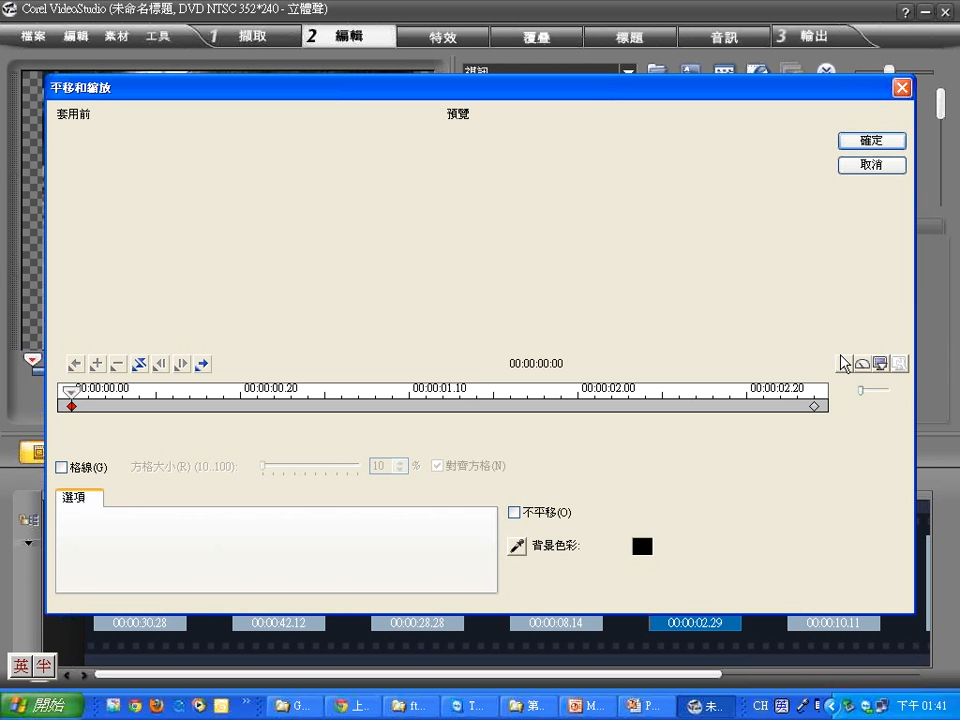 Corel VideoStudio (未命名標題, DVD NTSC 352*240 - 立體聲)
檔案 編輯 素材 工具 1 擷取 2 編輯 特效 覆疊 標題 音訊 3 輸出
視訊
平移和縮放
套用前 預覽
確定
取消
00:00:00:00
00:00:00.00 00:00:00.20 00:00:01.10 00:00:02.00 00:00:02.20
格線(G) 方格大小(R) (10..100): 10 % 對齊方格(N)
選項
不平移(O)
背景色彩:
00:00:30.28 00:00:42.12 00:00:28.28 00:00:08.14 00:00:02.29 00:00:10.11
英 半
開始 G... 上... ft... T... 第... M... P... 未... CH 下午 01:41